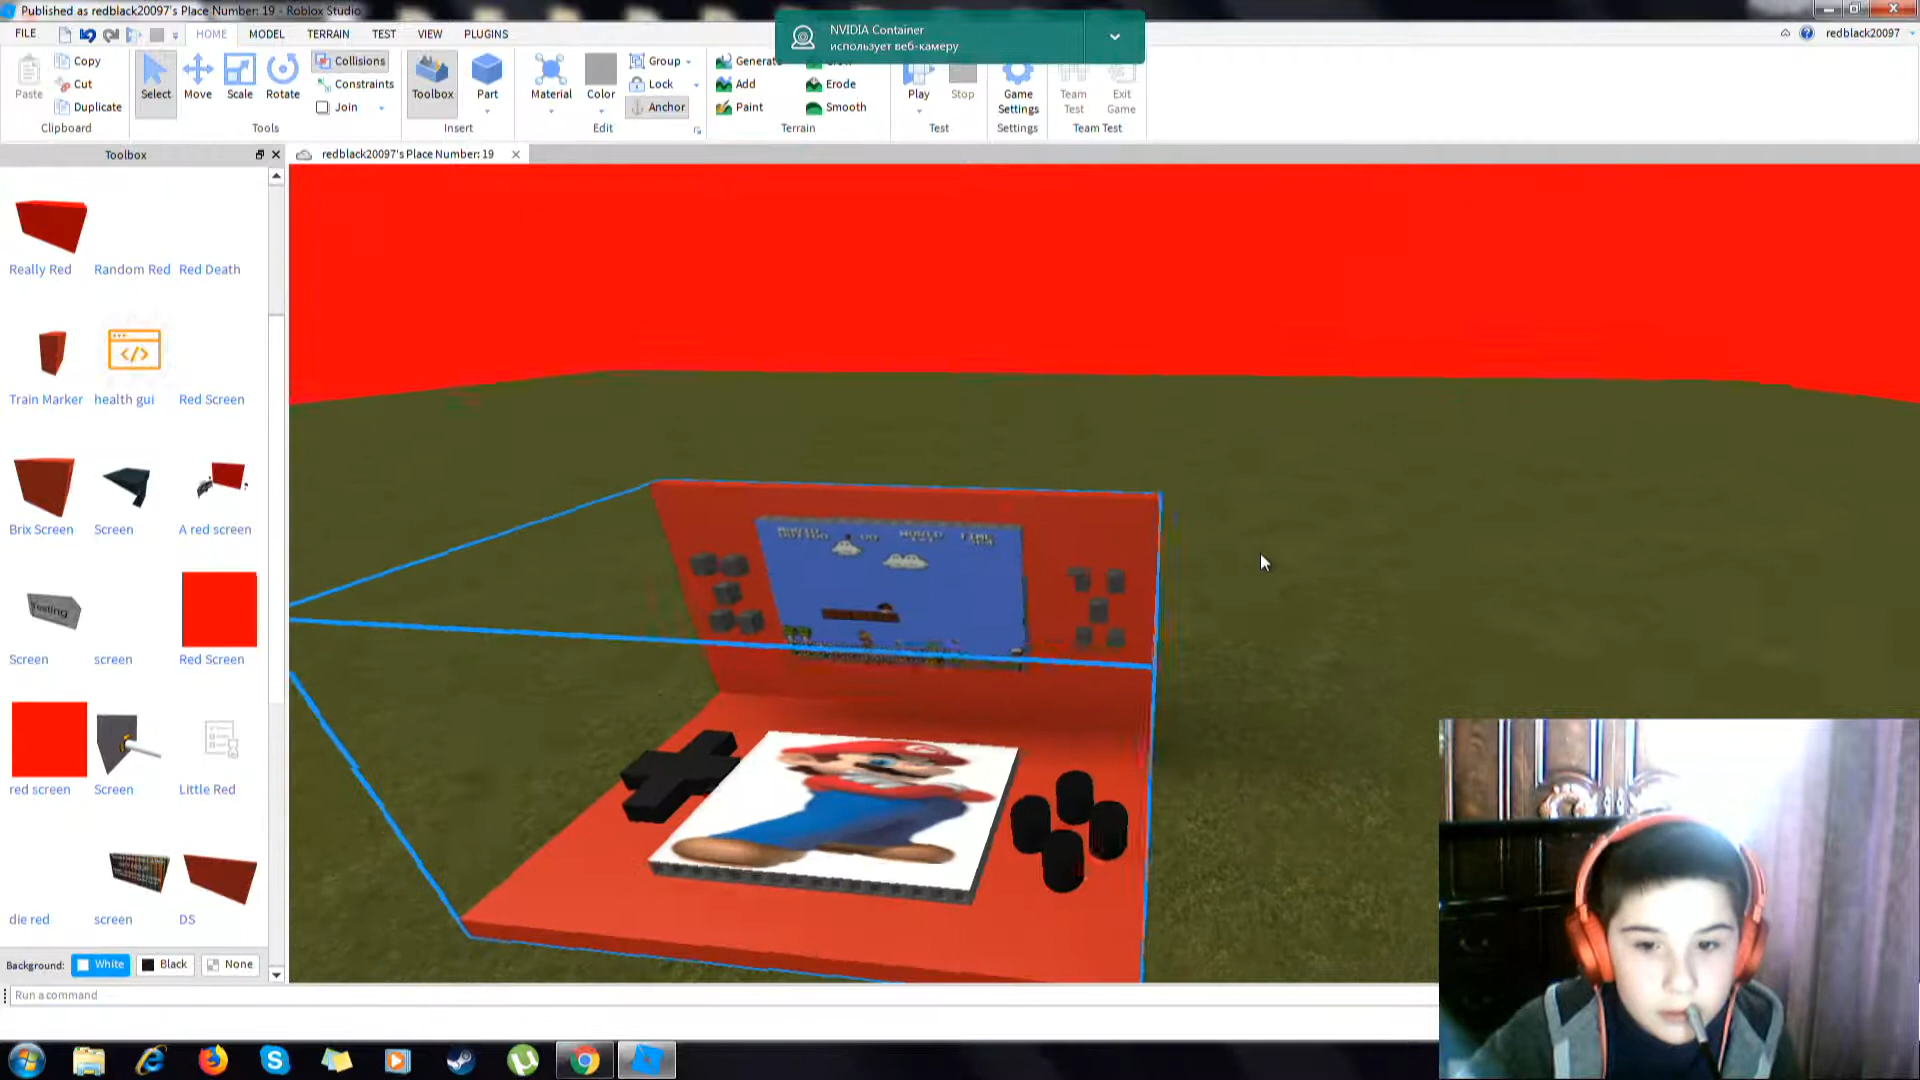 Published as redblack20097's Place Number: 19 - Roblox Studio
NVIDIA Container
использует веб-камеру
FILE HOME MODEL TERRAIN TEST VIEW PLUGINS redblack20097
Copy Collisions Group Generate
Cut Constraints Lock Add Erode
Paste Select Move Scale Rotate Toolbox Part Material Color Play Stop Game Settings Team Test Exit Game
Duplicate Join Anchor Paint Smooth
Clipboard Tools Insert Edit Terrain Test Settings Team Test
Toolbox redblack20097's Place Number: 19
Really Red Random Red Red Death
Train Marker health gui Red Screen
Brix Screen Screen A red screen
Testing
Screen screen Red Screen
red screen Screen Little Red
die red screen DS
Background: White Black None
Run a command